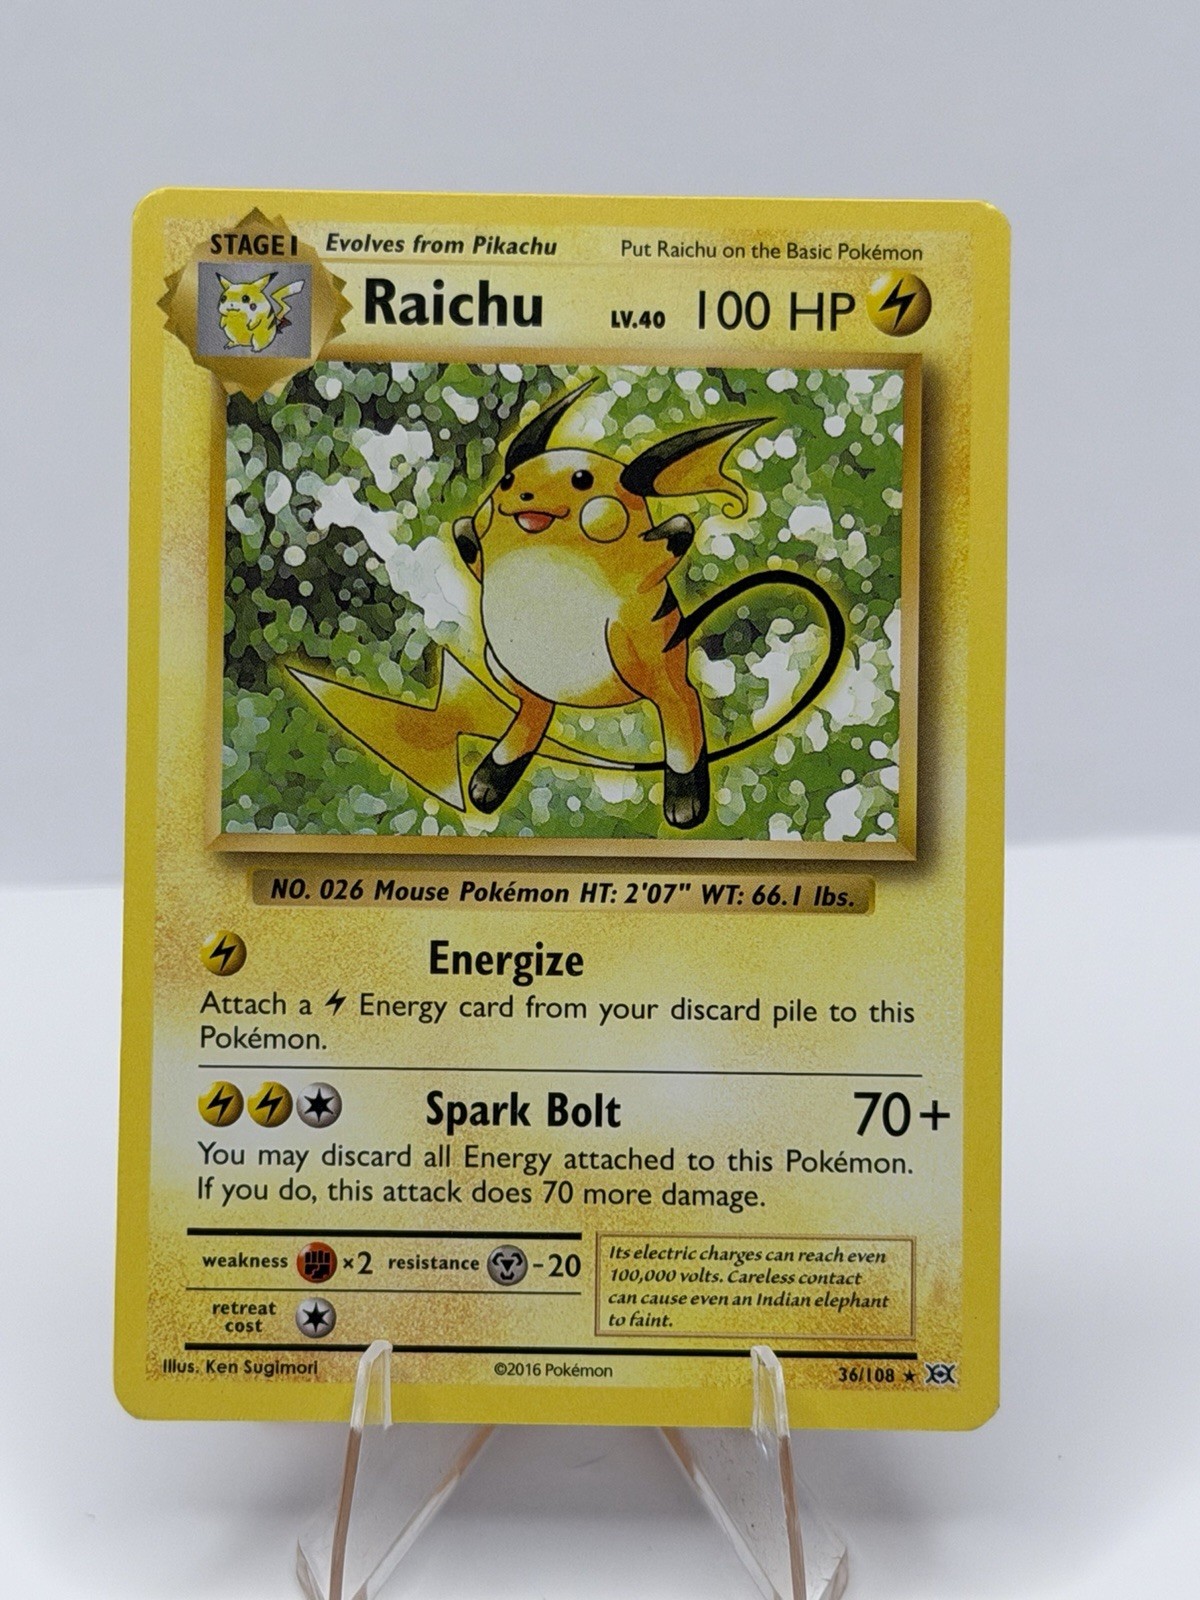 STAGE 1 Evolves from Pikachu Put Raichu on the Basic Pokémon
Raichu LV.40 100 HP
NO. 026 Mouse Pokémon HT: 2'07" WT: 66.1 lbs.
Energize
Attach a Energy card from your discard pile to this
Pokémon.
Spark Bolt 70+
You may discard all Energy attached to this Pokémon.
If you do, this attack does 70 more damage.
weakness ×2 resistance -20
retreat
cost
Its electric charges can reach even
100,000 volts. Careless contact
can cause even an Indian elephant
to faint.
Illus. Ken Sugimori ©2016 Pokémon 36/108 ★